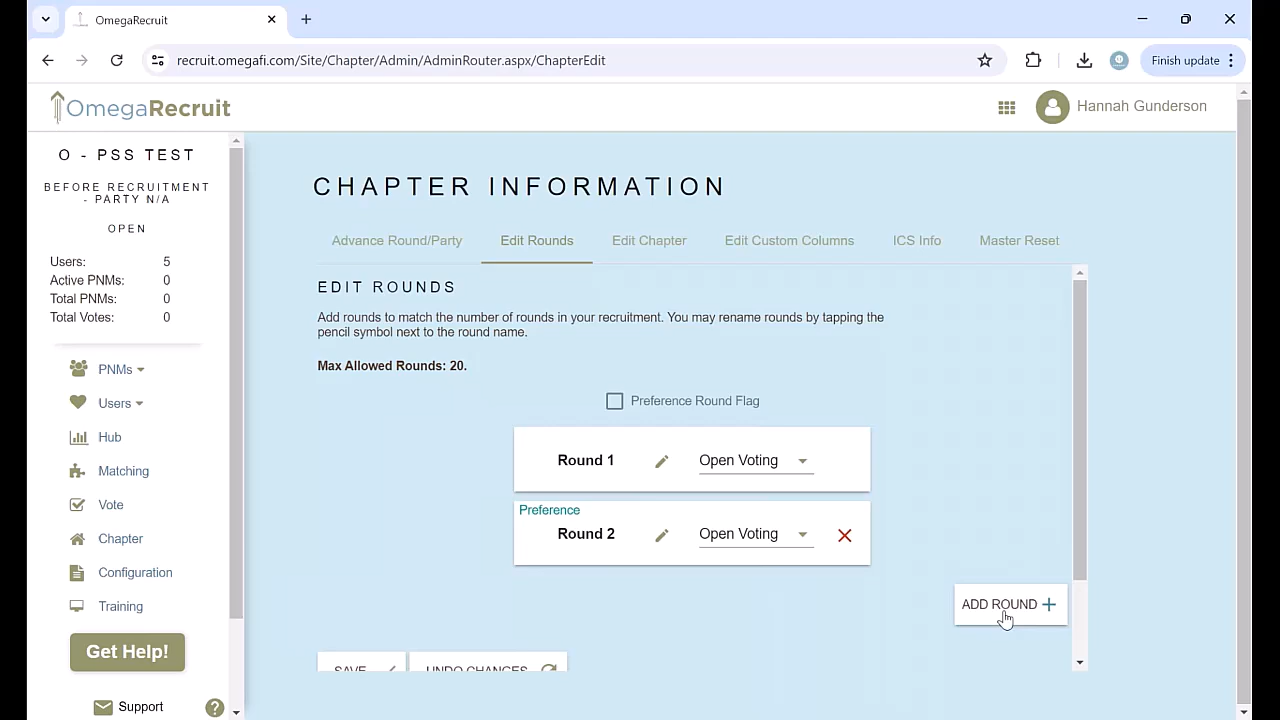 OmegaRecruit
recruit.omegafi.com/Site/Chapter/Admin/AdminRouter.aspx/ChapterEdit
Finish update
OmegaRecruit
Hannah Gunderson
O - PSS TEST
BEFORE RECRUITMENT
- PARTY N/A
OPEN
Users: 5
Active PNMs: 0
Total PNMs: 0
Total Votes: 0
PNMs
Users
Hub
Matching
Vote
Chapter
Configuration
Training
Get Help!
Support
?
CHAPTER INFORMATION
Advance Round/Party
Edit Rounds
Edit Chapter
Edit Custom Columns
ICS Info
Master Reset
EDIT ROUNDS
Add rounds to match the number of rounds in your recruitment. You may rename rounds by tapping the
pencil symbol next to the round name.
Max Allowed Rounds: 20.
Preference Round Flag
Round 1 Open Voting
Preference
Round 2 Open Voting
ADD ROUND
SAVE
UNDO CHANGES